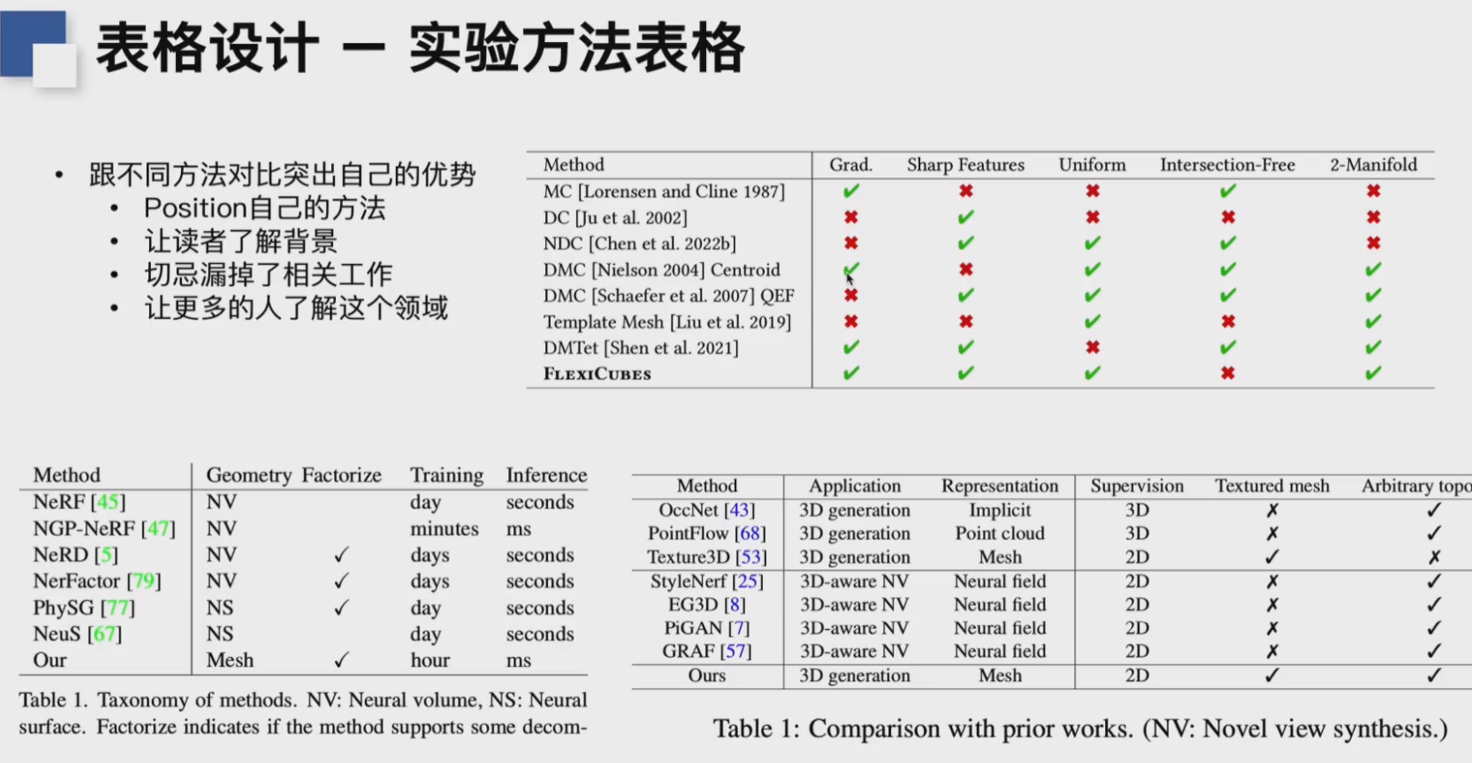 表格设计 — 实验方法表格
• 跟不同方法对比突出自己的优势
• Position自己的方法
• 让读者了解背景
• 切忌漏掉了相关工作
• 让更多的人了解这个领域
Method Grad. Sharp Features Uniform Intersection-Free 2-Manifold
MC [Lorensen and Cline 1987] ✔ ✖ ✖ ✔ ✖
DC [Ju et al. 2002] ✖ ✔ ✖ ✖ ✖
NDC [Chen et al. 2022b] ✖ ✔ ✔ ✔ ✖
DMC [Nielson 2004] Centroid ✔ ✖ ✔ ✔ ✔
DMC [Schaefer et al. 2007] QEF ✖ ✔ ✔ ✔ ✔
Template Mesh [Liu et al. 2019] ✖ ✖ ✔ ✖ ✔
DMTet [Shen et al. 2021] ✔ ✔ ✖ ✔ ✔
FLEXICUBES ✔ ✔ ✔ ✖ ✔
Method Geometry Factorize Training Inference
NeRF [45] NV day seconds
NGP-NeRF [47] NV minutes ms
NeRD [5] NV ✓ days seconds
NerFactor [79] NV ✓ days seconds
PhySG [77] NS ✓ day seconds
NeuS [67] NS day seconds
Our Mesh ✓ hour ms
Table 1. Taxonomy of methods. NV: Neural volume, NS: Neural
surface. Factorize indicates if the method supports some decom-
Method Application Representation Supervision Textured mesh Arbitrary topo
OccNet [43] 3D generation Implicit 3D ✗ ✓
PointFlow [68] 3D generation Point cloud 3D ✗ ✓
Texture3D [53] 3D generation Mesh 2D ✓ ✗
StyleNerf [25] 3D-aware NV Neural field 2D ✗ ✓
EG3D [8] 3D-aware NV Neural field 2D ✗ ✓
PiGAN [7] 3D-aware NV Neural field 2D ✗ ✓
GRAF [57] 3D-aware NV Neural field 2D ✗ ✓
Ours 3D generation Mesh 2D ✓ ✓
Table 1: Comparison with prior works. (NV: Novel view synthesis.)